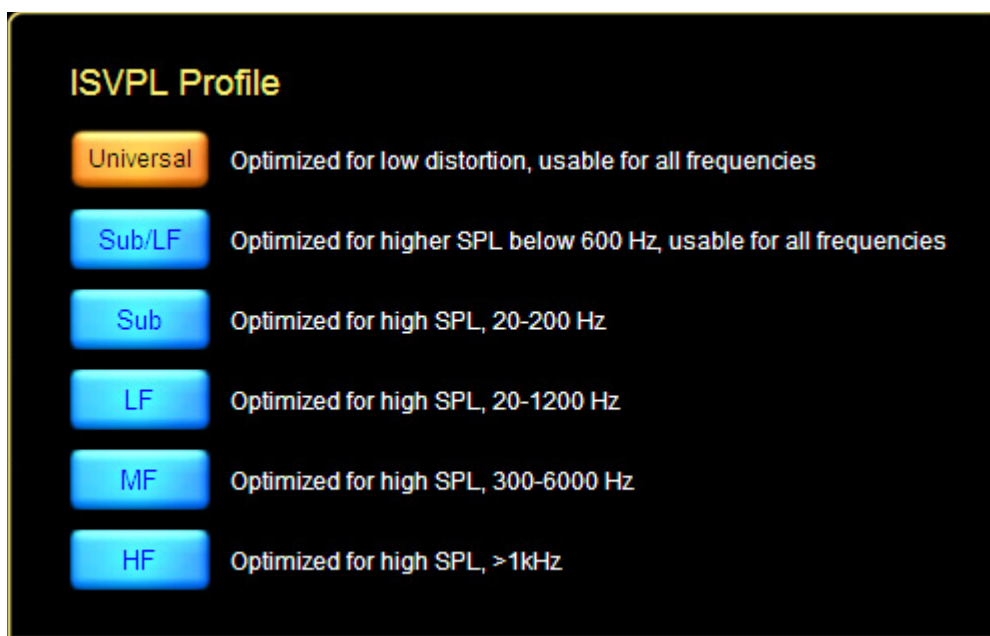 ISVPL Profile
Universal Optimized for low distortion, usable for all frequencies
Sub/LF Optimized for higher SPL below 600 Hz, usable for all frequencies
Sub Optimized for high SPL, 20-200 Hz
LF Optimized for high SPL, 20-1200 Hz
MF Optimized for high SPL, 300-6000 Hz
HF Optimized for high SPL, >1kHz